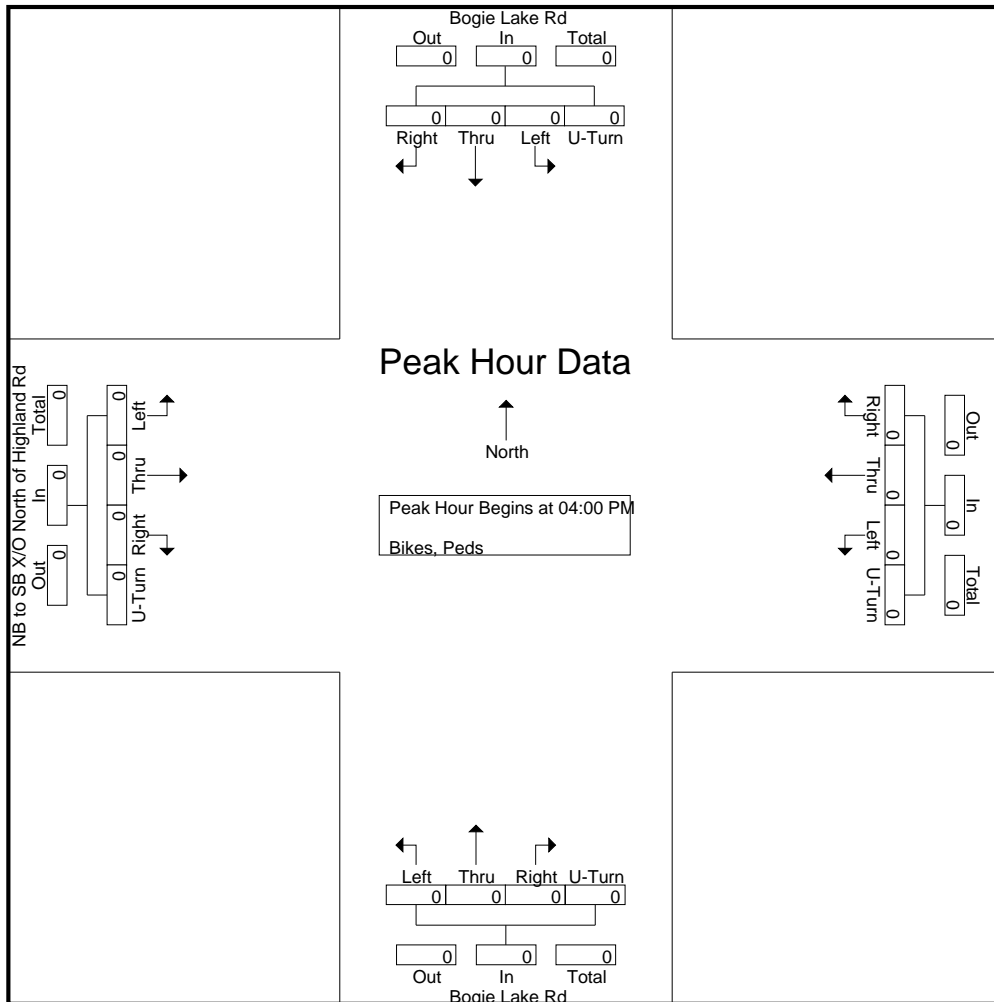 Bogie Lake Rd
Out In Total
0 0 0
0 0 0 0
Right Thru Left U-Turn
Peak Hour Data
North
Peak Hour Begins at 04:00 PM
Bikes, Peds
NB to SB X/O North of Highland Rd
Out In Total
0 0 0
0 0 0 0
U-Turn Right Thru Left
Out In Total
0 0 0
0 0 0 0
Right Thru Left U-Turn
Left Thru Right U-Turn
0 0 0 0
0 0 0
Out In Total
Bogie Lake Rd